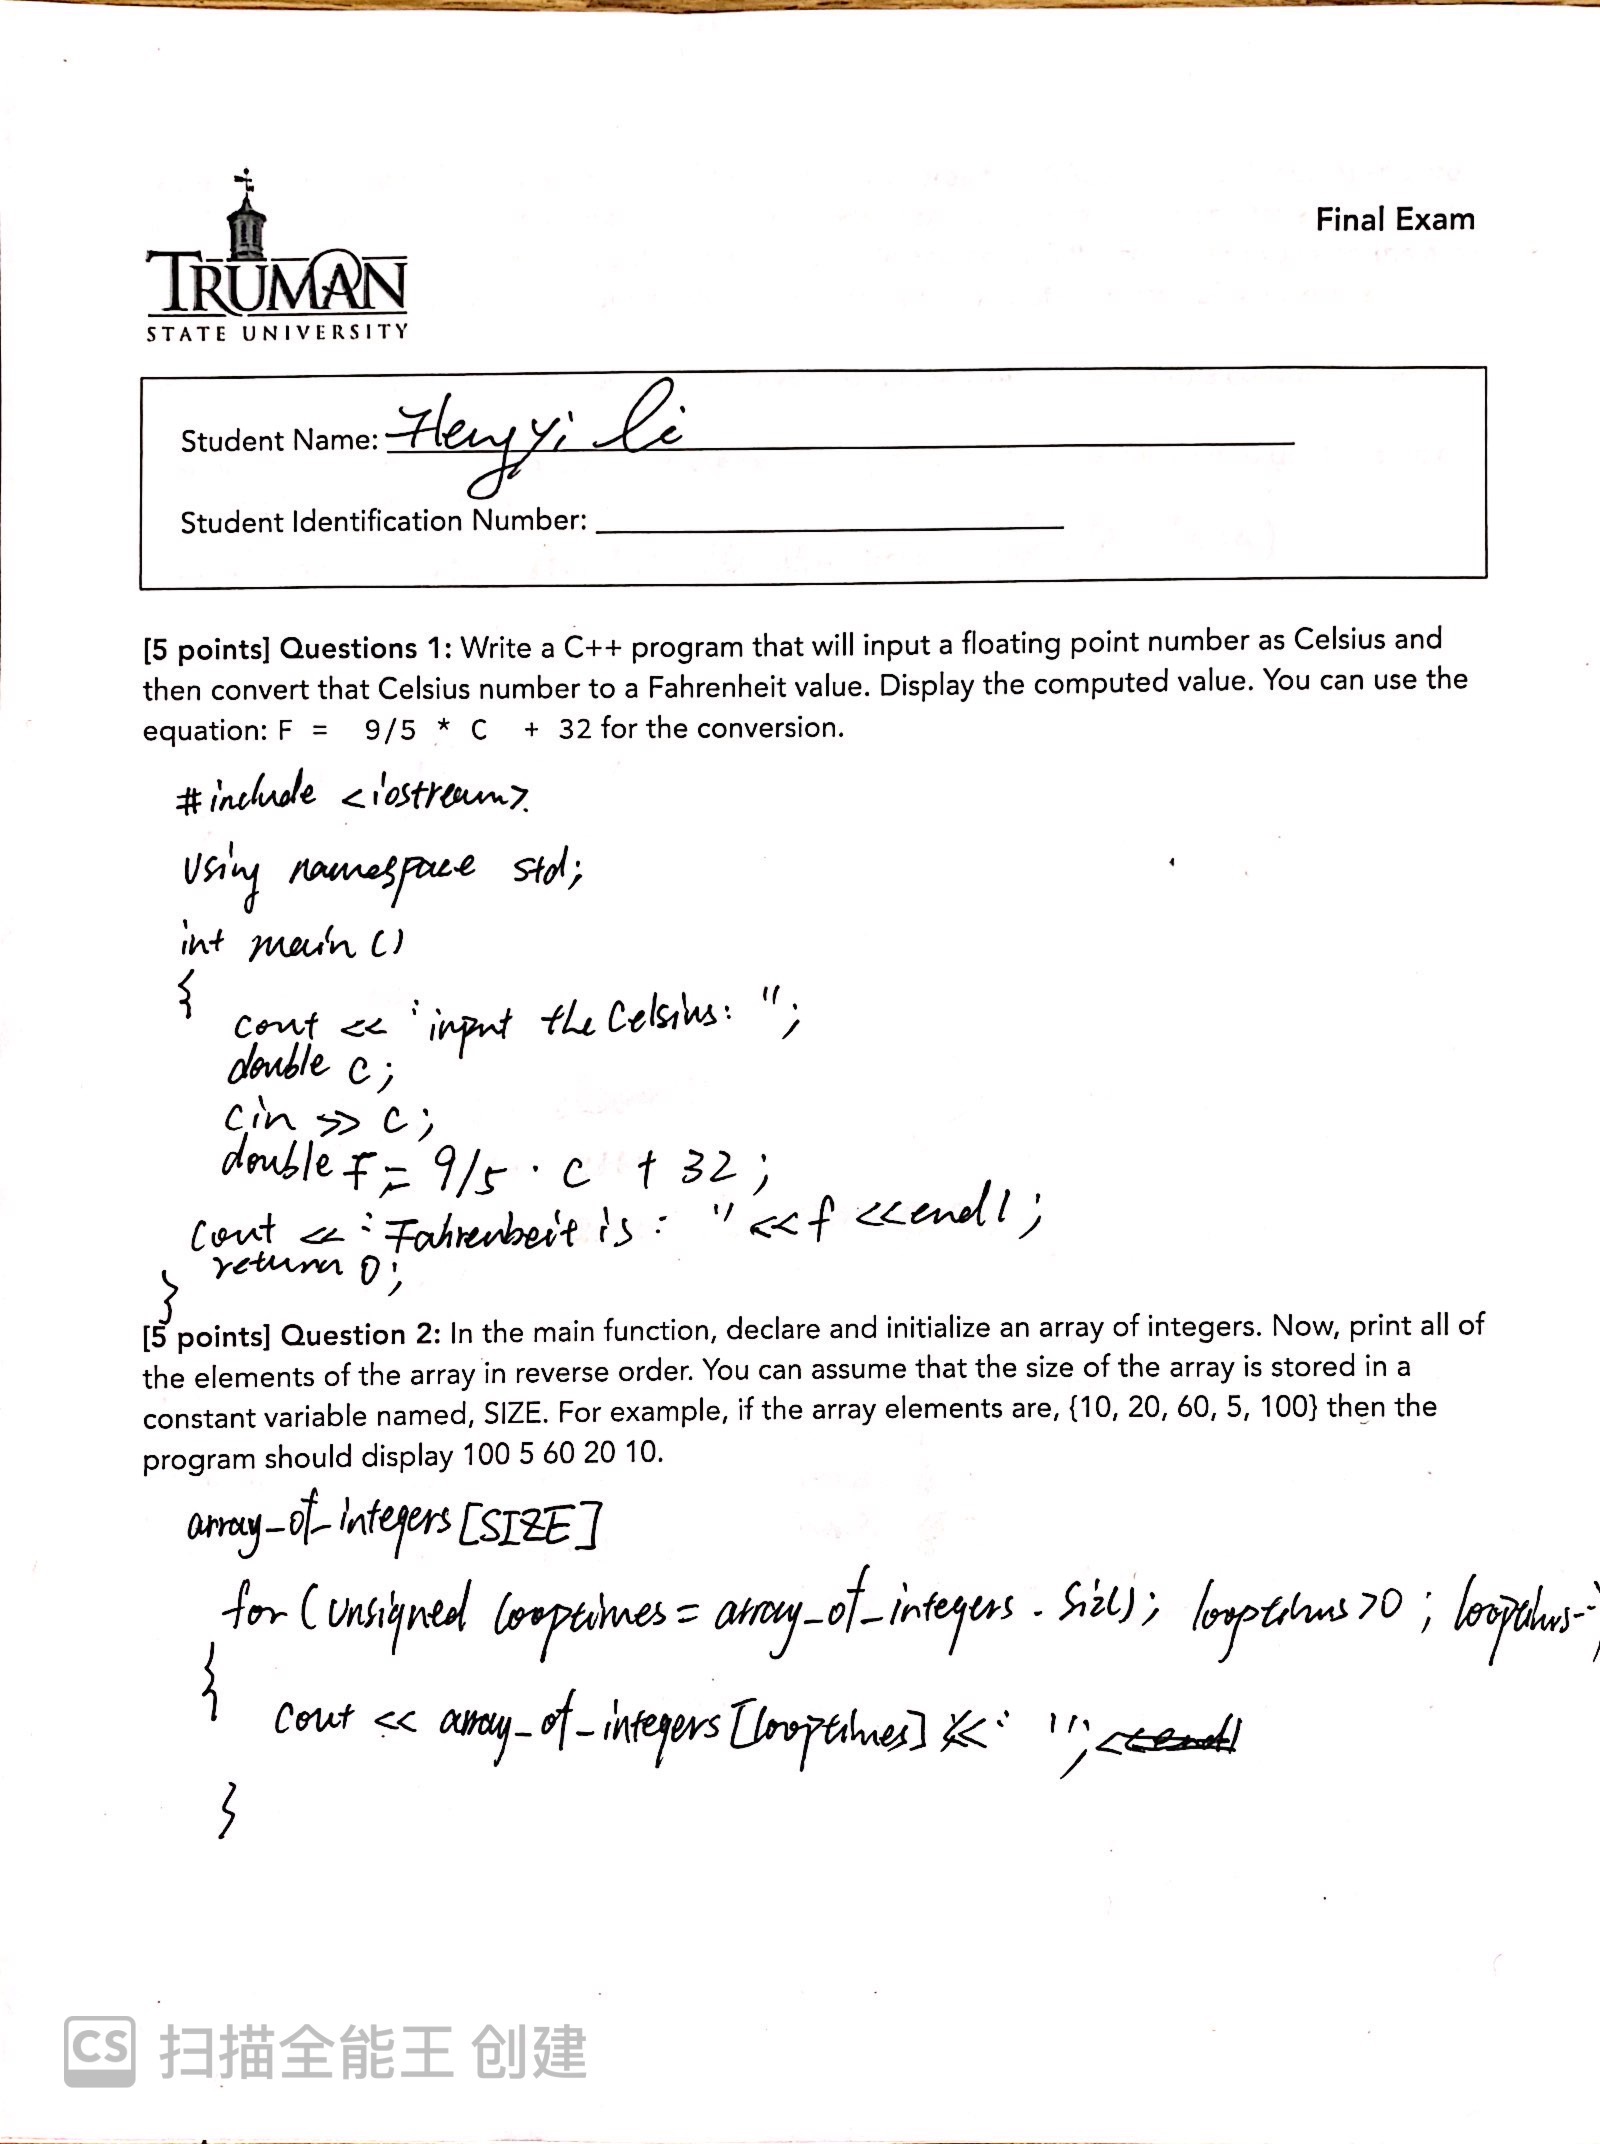 TRUMAN
STATE UNIVERSITY
Final Exam
Student Name: Hengyi li
Student Identification Number:
[5 points] Questions 1: Write a C++ program that will input a floating point number as Celsius and
then convert that Celsius number to a Fahrenheit value. Display the computed value. You can use the
equation: F = 9/5 * C + 32 for the conversion.
#include <iostream>
Using namespace std;
int main ()
{
cout << "input the Celsius: ";
double c;
cin >> c;
double F = 9/5 · c + 32;
cout << "Fahrenheit is: " << f << endl;
return 0;
}
[5 points] Question 2: In the main function, declare and initialize an array of integers. Now, print all of
the elements of the array in reverse order. You can assume that the size of the array is stored in a
constant variable named, SIZE. For example, if the array elements are, {10, 20, 60, 5, 100} then the
program should display 100 5 60 20 10.
array_of_integers [SIZE]
for (unsigned looptimes = array_of_integers . Size(); looptimes >0 ; looptimes--)
{
cout << array_of_integers [looptimes] << " ";
}
CS 扫描全能王 创建